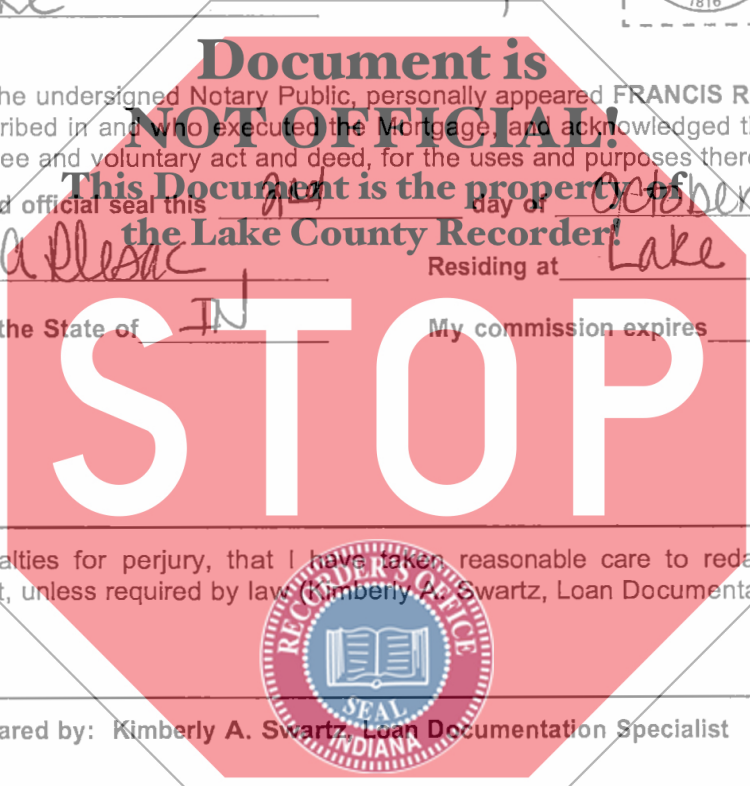 1816
Document is
he undersigned Notary Public, personally appeared FRANCIS R
NOT OFFICIAL!
ribed in and who executed the Mortgage, and acknowledged t
ee and voluntary act and deed, for the uses and purposes there
This Document is the property of
d official seal this 2nd day of October
the Lake County Recorder!
Residing at Lake
the State of IN My commission expires
STOP
alties for perjury, that I have taken reasonable care to reda
t, unless required by law (Kimberly A. Swartz, Loan Documenta
RECORDER'S OFFICE
SEAL
INDIANA
ared by: Kimberly A. Swartz, Loan Documentation Specialist